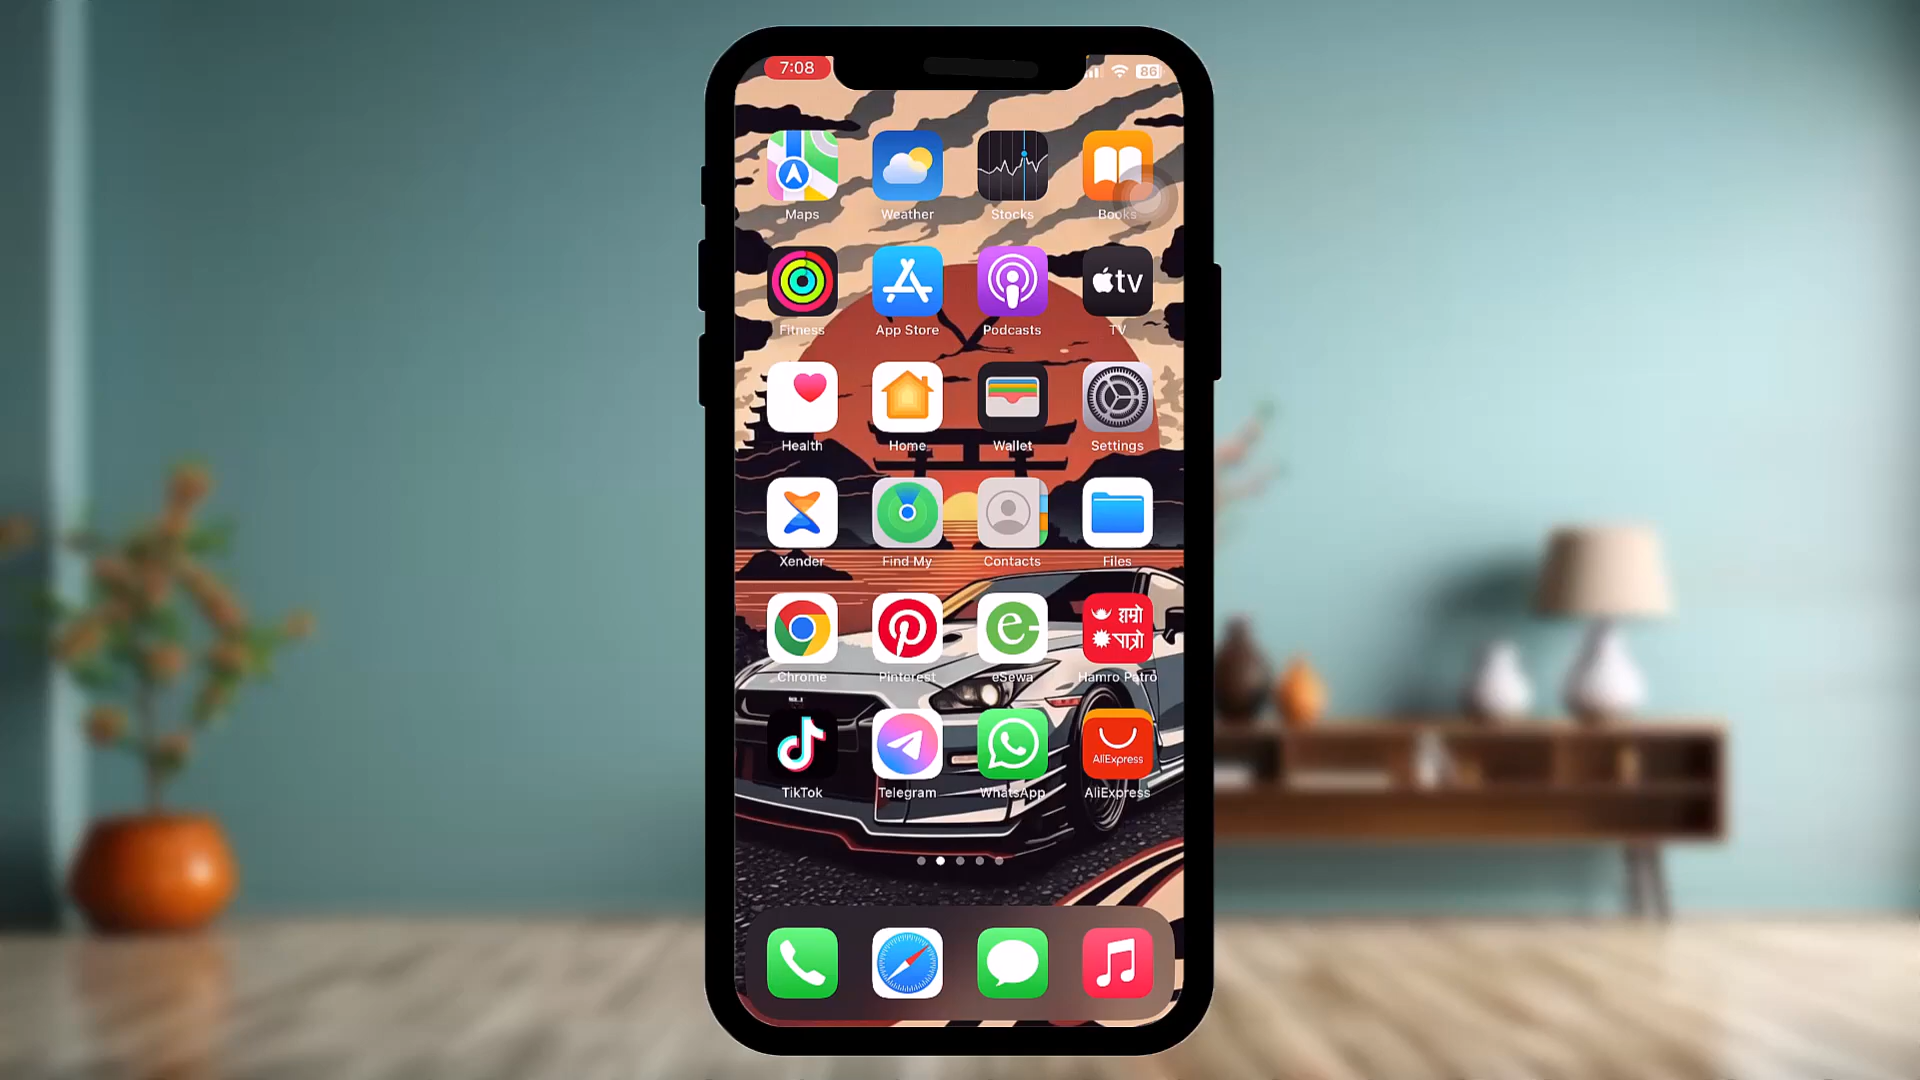 7:08
86
Maps
Weather
Stocks
Books
tv
Fitness
App Store
Podcasts
TV
Health
Home
Wallet
Settings
Xender
Find My
Contacts
Files
e
हाम्रो
पात्रो
Chrome
Pinterest
eSewa
Hamro Patro
AliExpress
TikTok
Telegram
WhatsApp
AliExpress